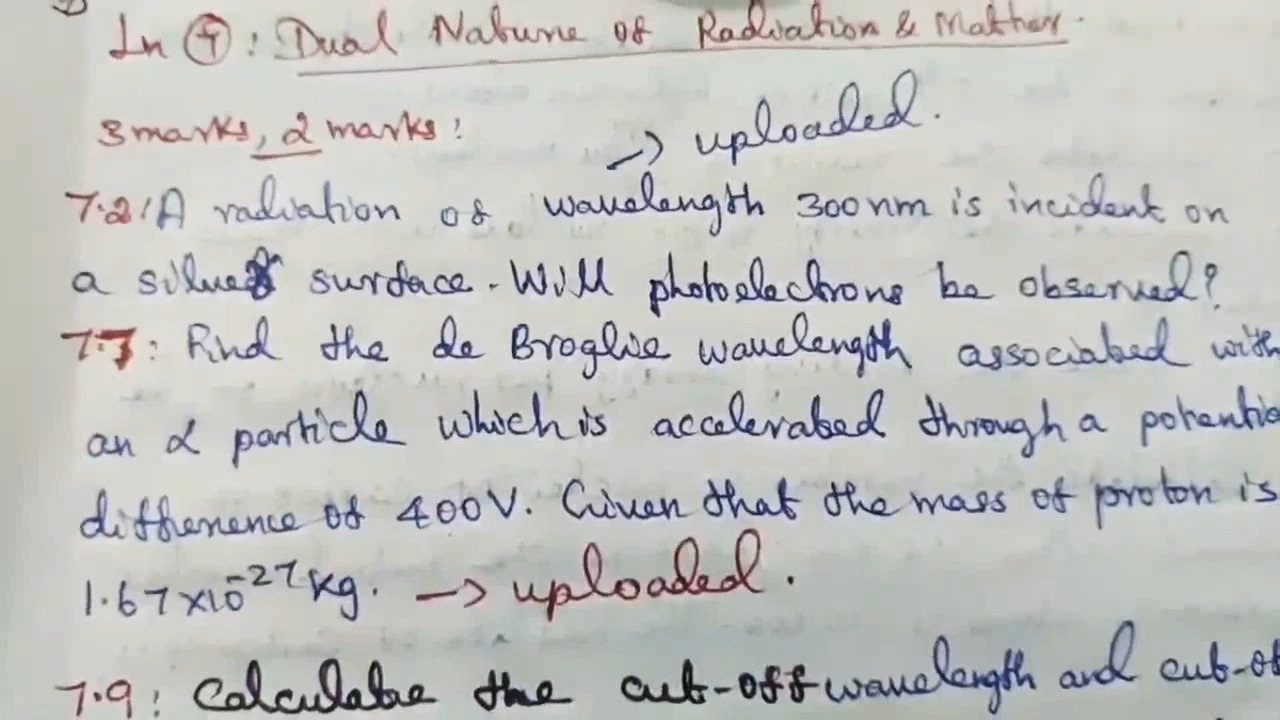 Ln 7: Dual Nature of Radiation & Matter.
3 marks, 2 marks:
→ uploaded.
7.2: A radiation of wavelength 300nm is incident on
a silver surface. Will photoelectrons be observed?
7.7: Find the de Broglie wavelength associated with
an α particle which is accelerated through a potentia
difference of 400V. Given that the mass of proton is
1.67×10⁻²⁷ kg. → uploaded.
7.9: Calculate the cut-off wavelength and cut-of